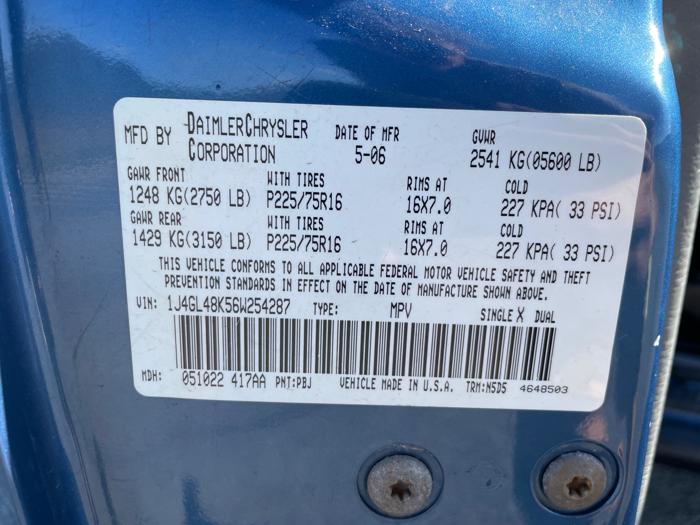 MFD BY DAIMLERCHRYSLER CORPORATION DATE OF MFR 5-06 GVWR 2541 KG(05600 LB)
GAWR FRONT WITH TIRES RIMS AT COLD
1248 KG(2750 LB) P225/75R16 16X7.0 227 KPA( 33 PSI)
GAWR REAR WITH TIRES RIMS AT COLD
1429 KG(3150 LB) P225/75R16 16X7.0 227 KPA( 33 PSI)
THIS VEHICLE CONFORMS TO ALL APPLICABLE FEDERAL MOTOR VEHICLE SAFETY AND THEFT
PREVENTION STANDARDS IN EFFECT ON THE DATE OF MANUFACTURE SHOWN ABOVE.
VIN: 1J4GL48K56W254287 TYPE: MPV SINGLE X DUAL
MDH: 051022 417AA PNT:PBJ VEHICLE MADE IN U.S.A. TRM:N5D5 4648503